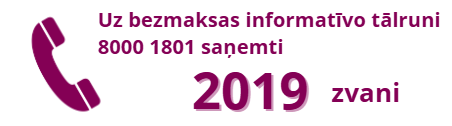 Uz bezmaksas informatīvo tālruni
8000 1801 saņemti
2019 zvani